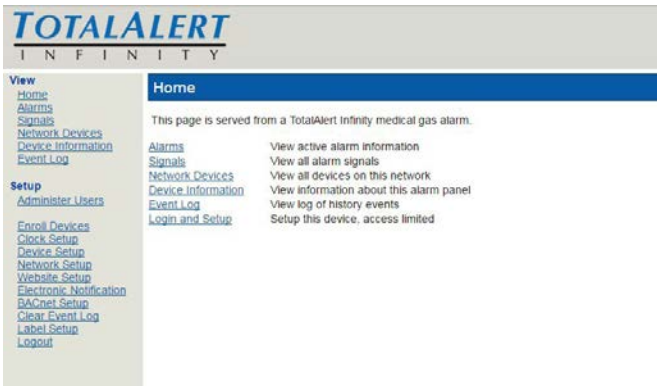 TOTALALERT
INFINITY
View
Home
Alarms
Signals
Network Devices
Device Information
Event Log
Setup
Administer Users
Enroll Devices
Clock Setup
Device Setup
Network Setup
Website Setup
Electronic Notification
BACnet Setup
Clear Event Log
Label Setup
Logout
Home
This page is served from a TotalAlert Infinity medical gas alarm.
Alarms View active alarm information
Signals View all alarm signals
Network Devices View all devices on this network
Device Information View information about this alarm panel
Event Log View log of history events
Login and Setup Setup this device, access limited